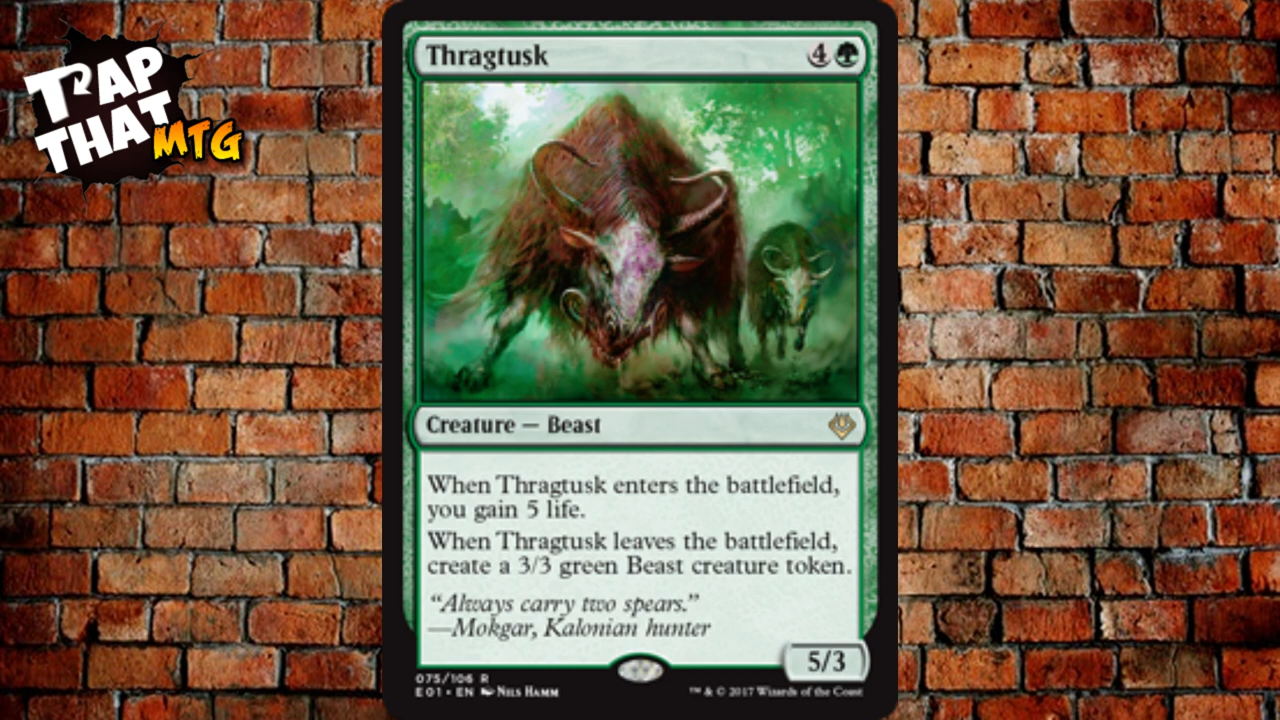 TRAP
THAT
MTG
Thragtusk 4
Creature — Beast
When Thragtusk enters the battlefield,
you gain 5 life.
When Thragtusk leaves the battlefield,
create a 3/3 green Beast creature token.
“Always carry two spears.”
—Mokgar, Kalonian hunter
5/3
075/106 R
E01 • EN Nils Hamm
™ & © 2017 Wizards of the Coast